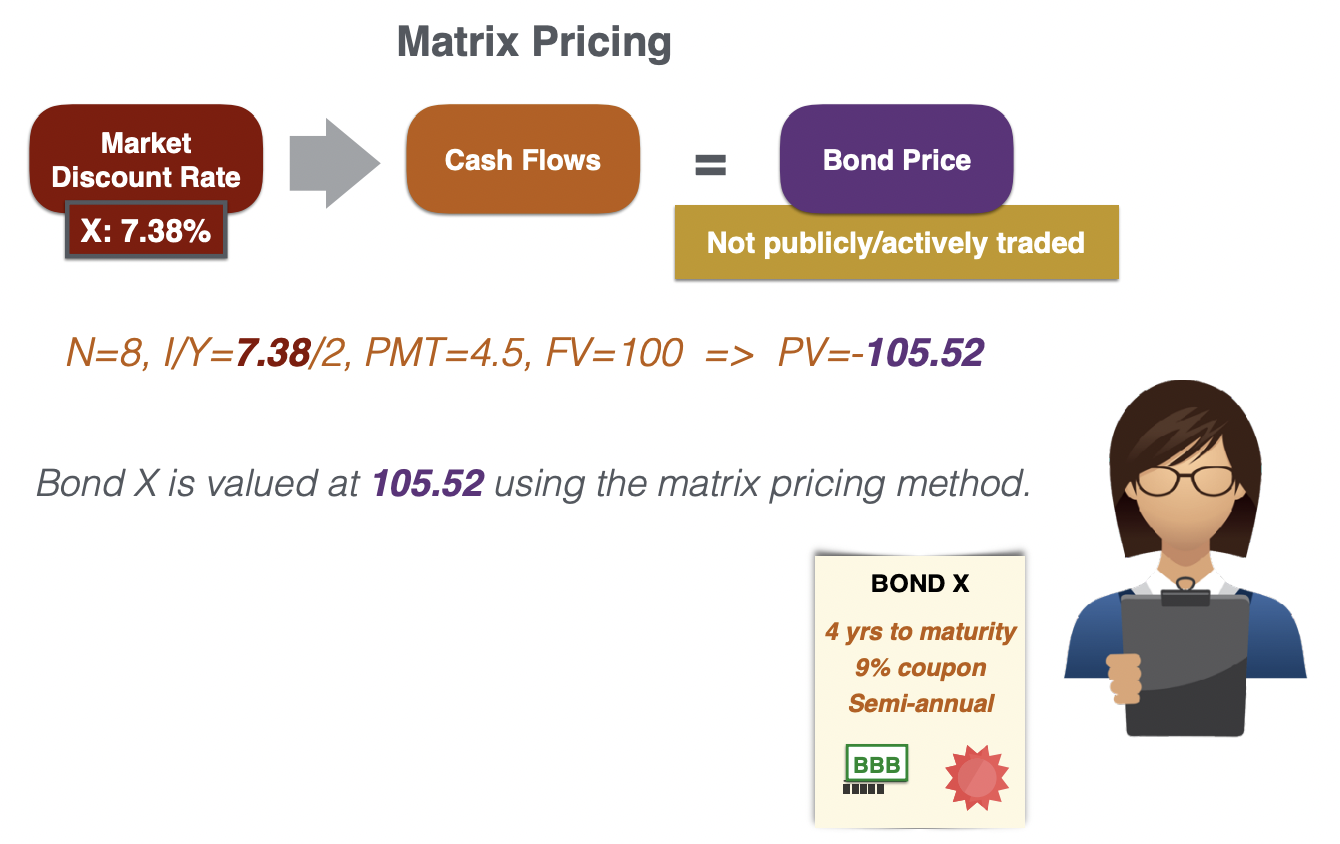 Matrix Pricing
Market
Discount Rate
X: 7.38%
Cash Flows
=
Bond Price
Not publicly/actively traded
N=8, I/Y=7.38/2, PMT=4.5, FV=100 => PV=-105.52
Bond X is valued at 105.52 using the matrix pricing method.
BOND X
4 yrs to maturity
9% coupon
Semi-annual
BBB